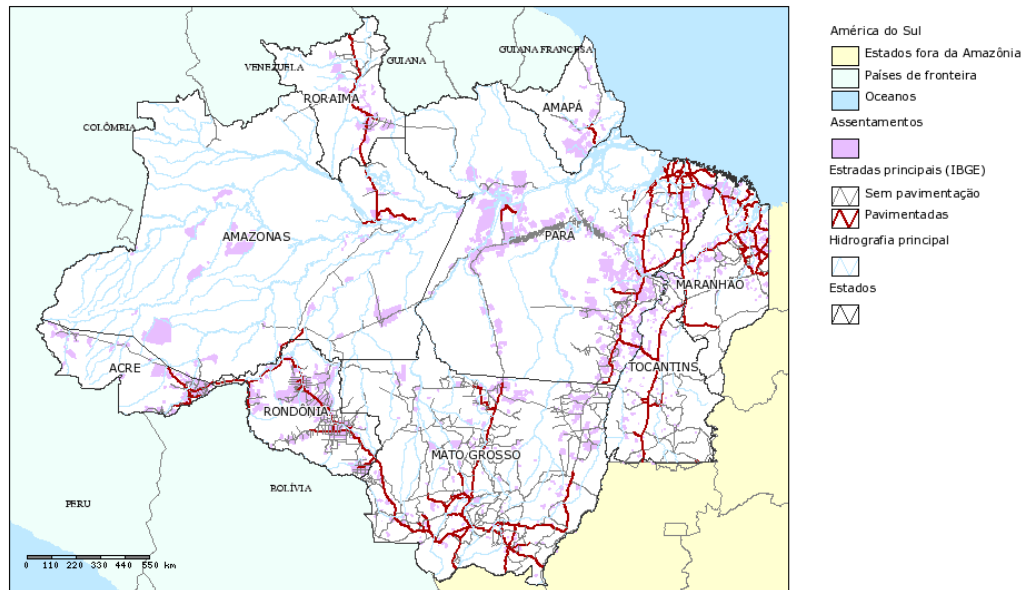 VENEZUELA
GUIANA
GUIANA FRANCESA
RORAIMA
AMAPÁ
COLÔMBIA
AMAZONAS
PARÁ
MARANHÃO
ACRE
TOCANTINS
RONDÔNIA
MATO GROSSO
BOLÍVIA
PERU
0 110 220 330 440 550 km
América do Sul
Estados fora da Amazônia
Países de fronteira
Oceanos
Assentamentos
Estradas principais (IBGE)
Sem pavimentação
Pavimentadas
Hidrografia principal
Estados